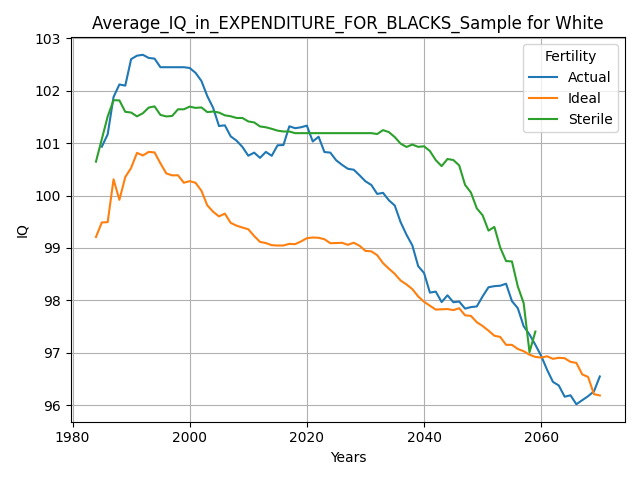 Average_IQ_in_EXPENDITURE_FOR_BLACKS_Sample for White
103
102
101
100
99
98
97
96
IQ
1980
2000
2020
2040
2060
Years
Fertility
Actual
Ideal
Sterile